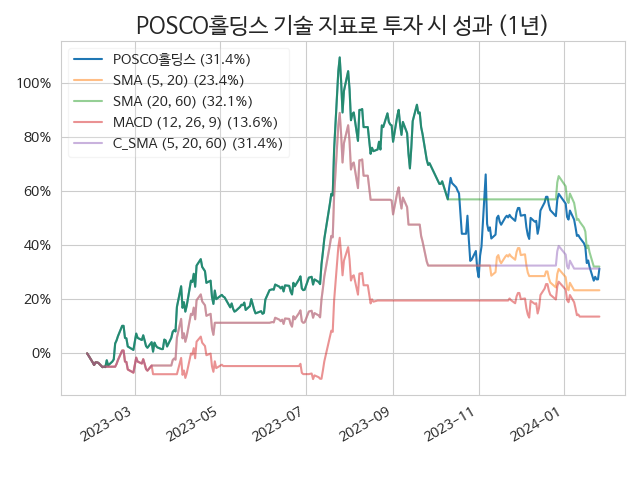 POSCO홀딩스 기술 지표로 투자 시 성과 (1년)
POSCO홀딩스 (31.4%)
SMA (5, 20) (23.4%)
SMA (20, 60) (32.1%)
MACD (12, 26, 9) (13.6%)
C_SMA (5, 20, 60) (31.4%)
100%
80%
60%
40%
20%
0%
2023-03
2023-05
2023-07
2023-09
2023-11
2024-01